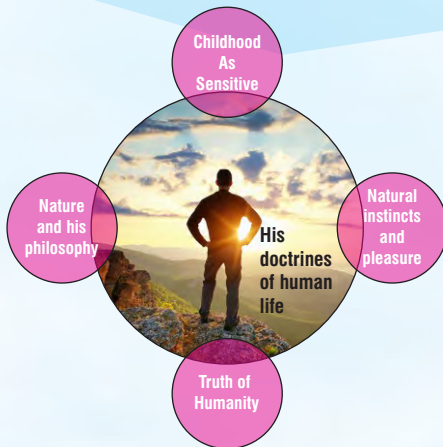 Childhood
As
Sensitive
Nature
and his
philosophy
His
doctrines
of human
life
Natural
instincts
and
pleasure
Truth of
Humanity